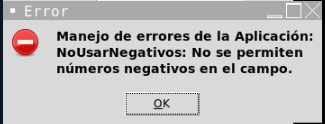 Error
Manejo de errores de la Aplicación:
NoUsarNegativos: No se permiten
números negativos en el campo.
OK